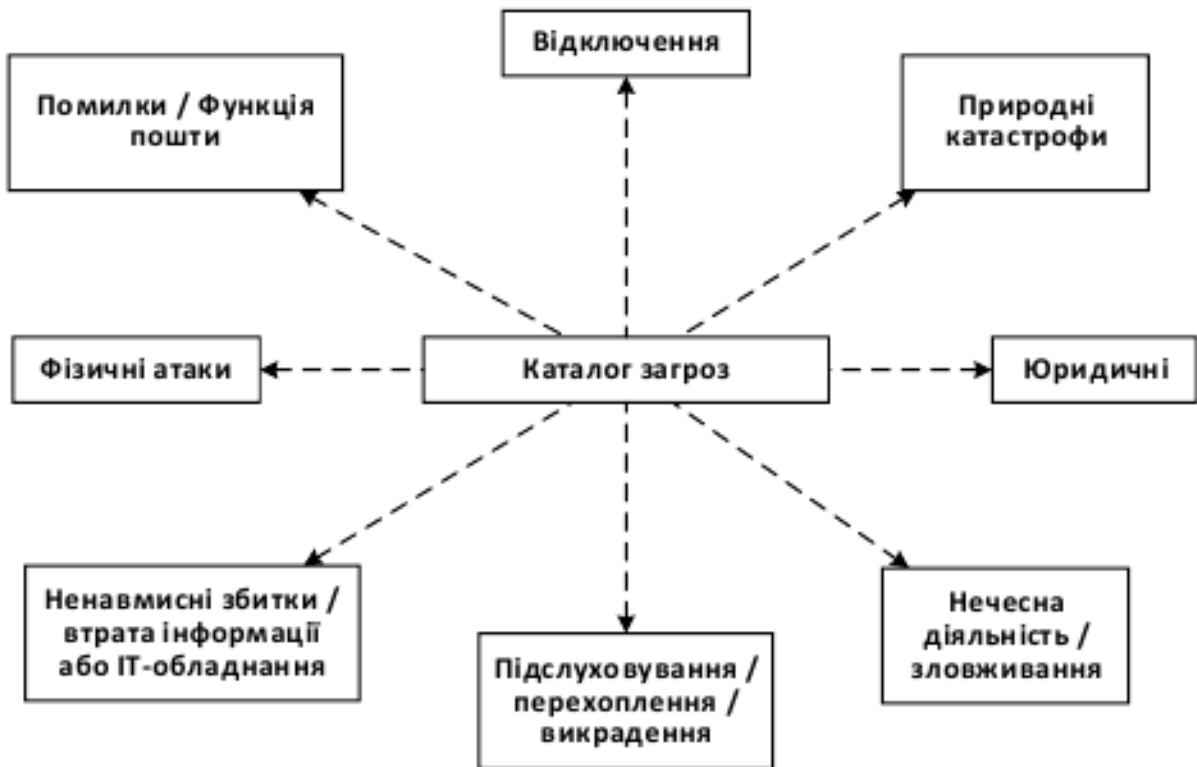 Відключення
Помилки / Функція
пошти
Природні
катастрофи
Фізичні атаки
Каталог загроз
Юридичні
Ненавмисні збитки /
втрата інформації
або ІТ-обладнання
Підслуховування /
перехоплення /
викрадення
Нечесна
діяльність /
зловживання